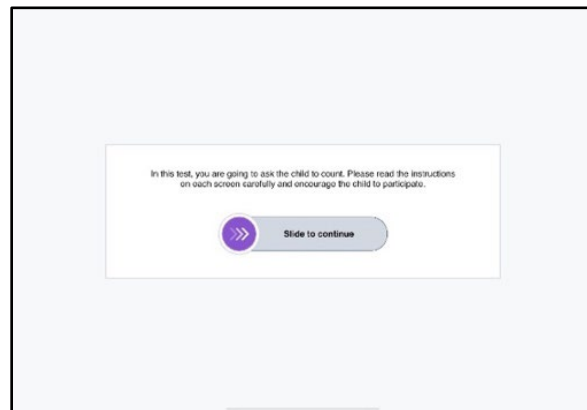 In this test, you are going to ask the child to count. Please read the instructions
on each screen carefully and encourage the child to participate.
Slide to continue